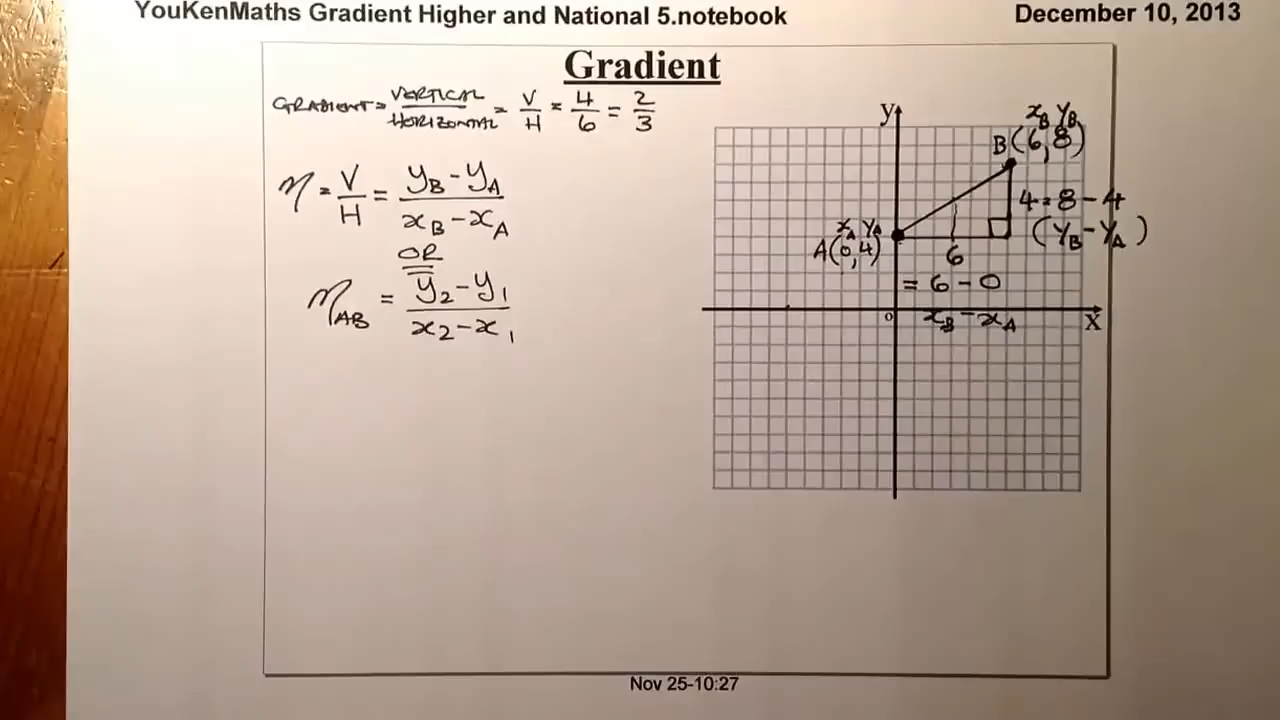 YouKenMaths Gradient Higher and National 5.notebook
December 10, 2013
Gradient
GRADIENT = VERTICAL / HORIZONTAL = V / H = 4 / 6 = 2 / 3
m = V / H = yB - yA / xB - xA
OR
mAB = y2 - y1 / x2 - x1
y
xB yB
B(6,8)
4 = 8 - 4
(yB - yA)
xA yA
A(0,4)
6
= 6 - 0
xB - xA
o
x
Nov 25-10:27